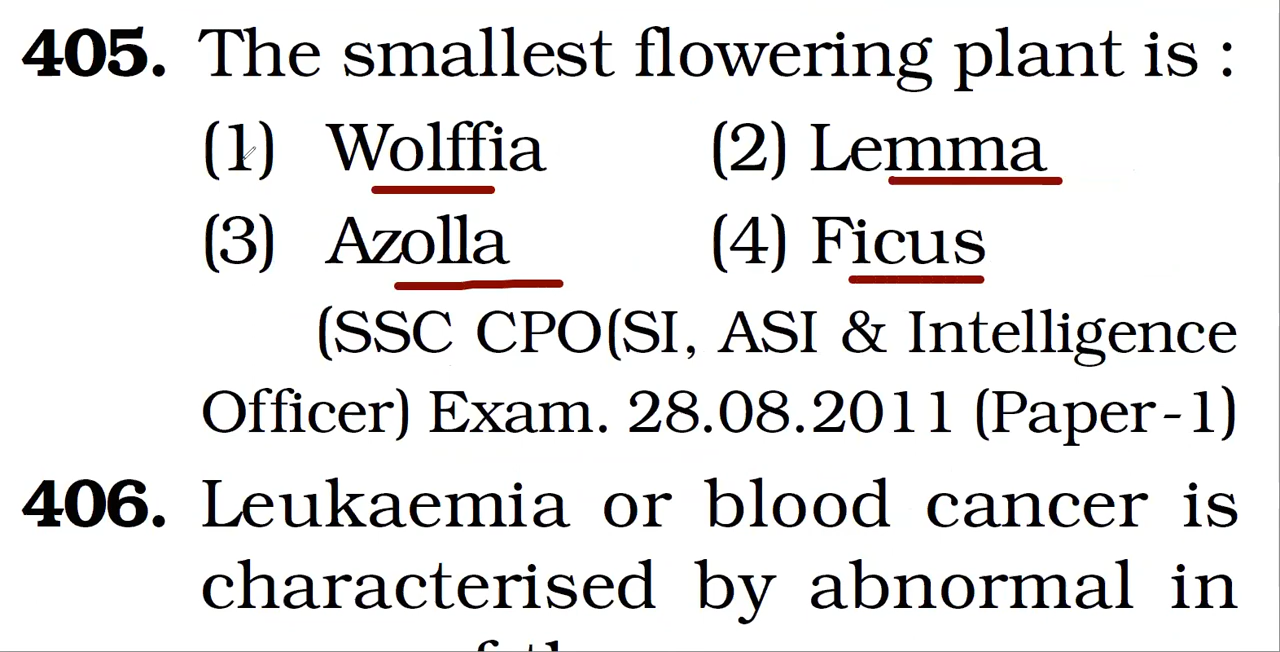 405. The smallest flowering plant is :
(1) Wolffia (2) Lemma
(3) Azolla (4) Ficus
(SSC CPO(SI, ASI & Intelligence
Officer) Exam. 28.08.2011 (Paper-1)
406. Leukaemia or blood cancer is
characterised by abnormal in